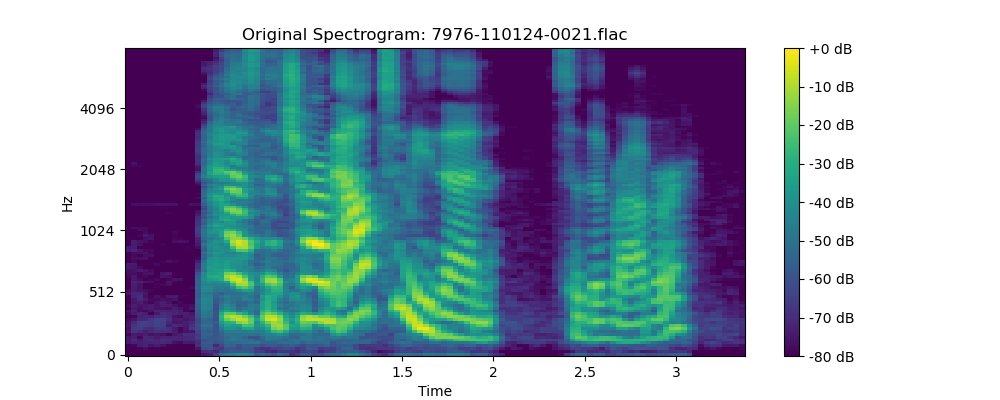 Original Spectrogram: 7976-110124-0021.flac
Hz
4096
2048
1024
512
0
0
0.5
1
1.5
2
2.5
3
Time
+0 dB
-10 dB
-20 dB
-30 dB
-40 dB
-50 dB
-60 dB
-70 dB
-80 dB